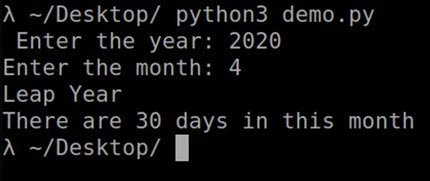 λ ~/Desktop/ python3 demo.py
 Enter the year: 2020
Enter the month: 4
Leap Year
There are 30 days in this month
λ ~/Desktop/